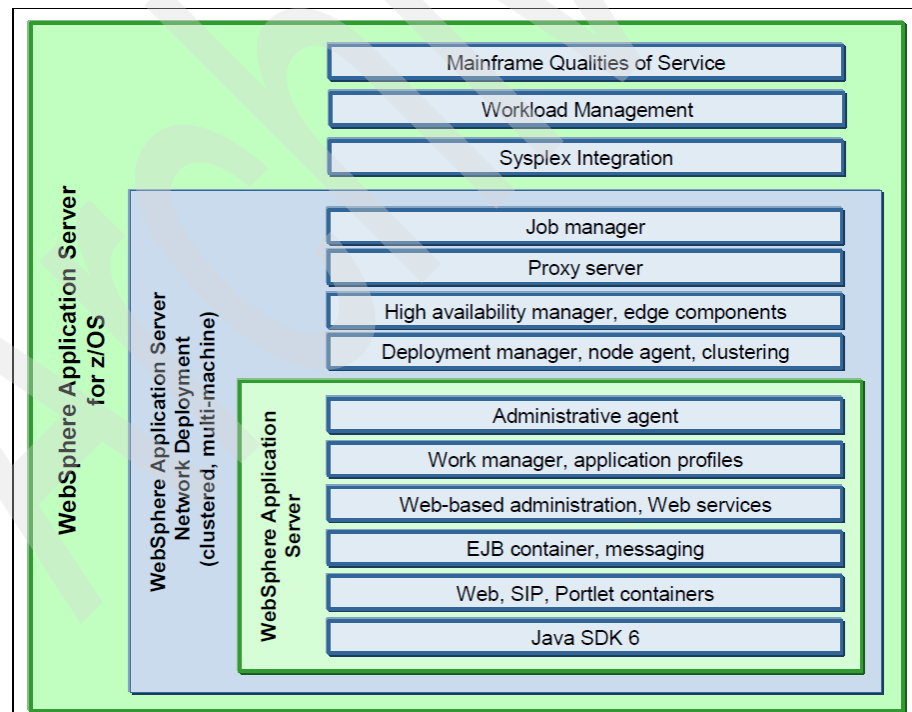 Mainframe Qualities of Service
Workload Management
Sysplex Integration
WebSphere Application Server
for z/OS
Job manager
Proxy server
High availability manager, edge components
Deployment manager, node agent, clustering
WebSphere Application Server
Network Deployment
(clustered, multi-machine)
Administrative agent
Work manager, application profiles
Web-based administration, Web services
EJB container, messaging
Web, SIP, Portlet containers
Java SDK 6
WebSphere Application
Server